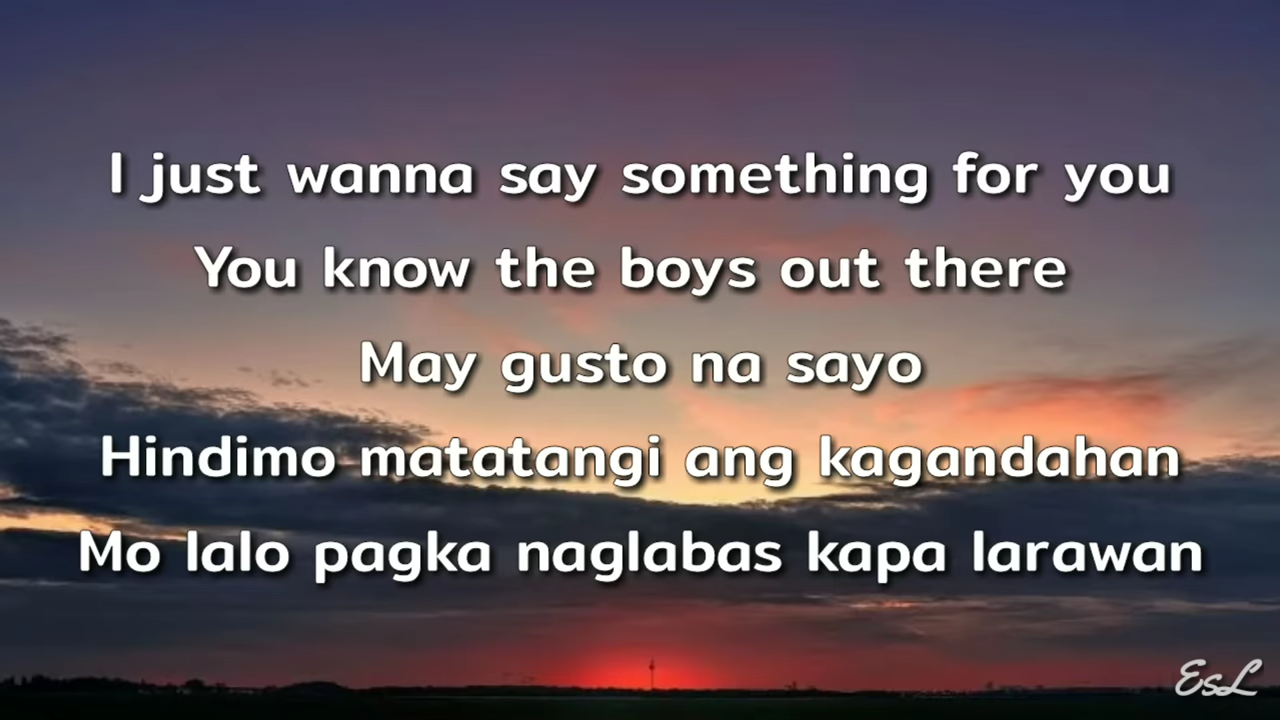 I just wanna say something for you
You know the boys out there
May gusto na sayo
Hindimo matatangi ang kagandahan
Mo lalo pagka naglabas kapa larawan
EsL